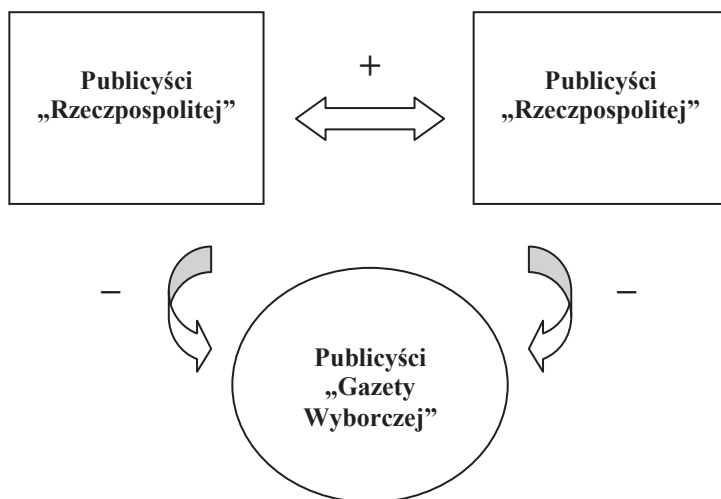 Publicyści
„Rzeczpospolitej”
+
Publicyści
„Rzeczpospolitej”
–
–
Publicyści
„Gazety
Wyborczej”